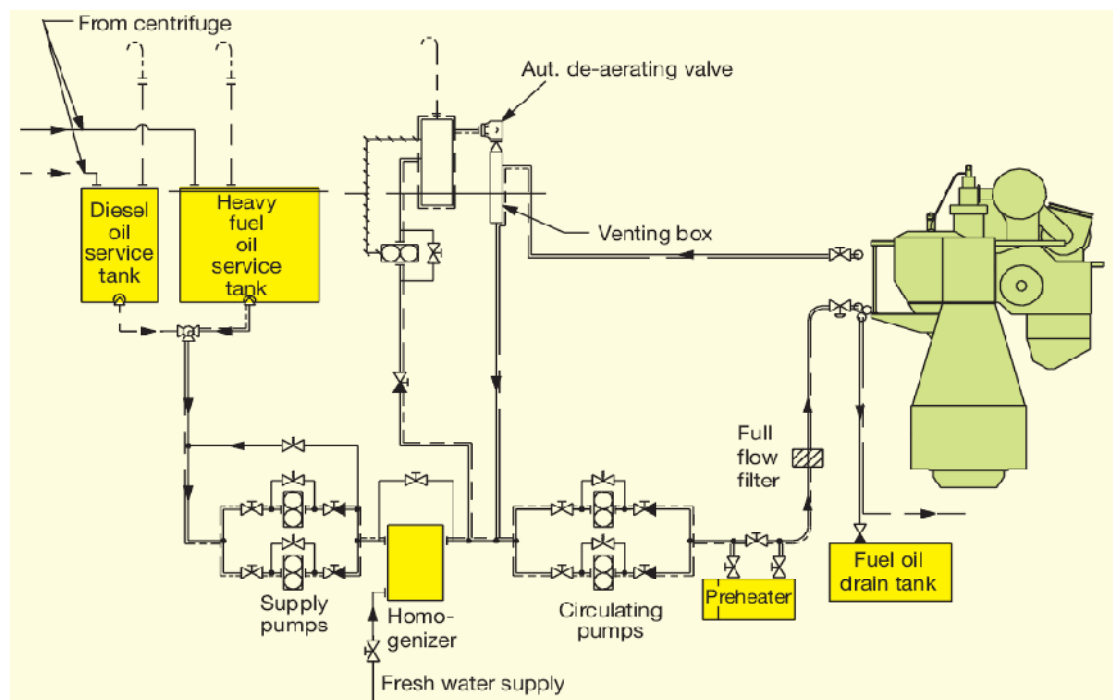 From centrifuge
Aut. de-aerating valve
Diesel
oil
service
tank
Heavy
fuel
oil
service
tank
Venting box
Full
flow
filter
Supply
pumps
Homo-
genizer
Circulating
pumps
Preheater
Fuel oil
drain tank
Fresh water supply